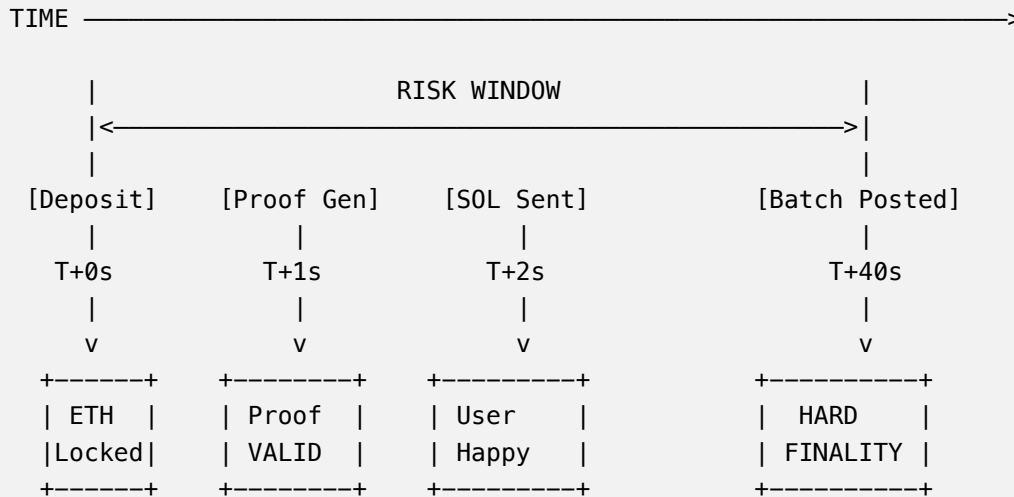 TIME ——————————————————————————————————————————————————————————>
| RISK WINDOW |
|<——————————————————————————————————————————————>|
| |
[Deposit] [Proof Gen] [SOL Sent] [Batch Posted]
| | | |
T+0s T+1s T+2s T+40s
| | | |
v v v v
+------+ +--------+ +---------+ +----------+
| ETH | | Proof | | User | | HARD |
|Locked| | VALID | | Happy | | FINALITY |
+------+ +--------+ +---------+ +----------+